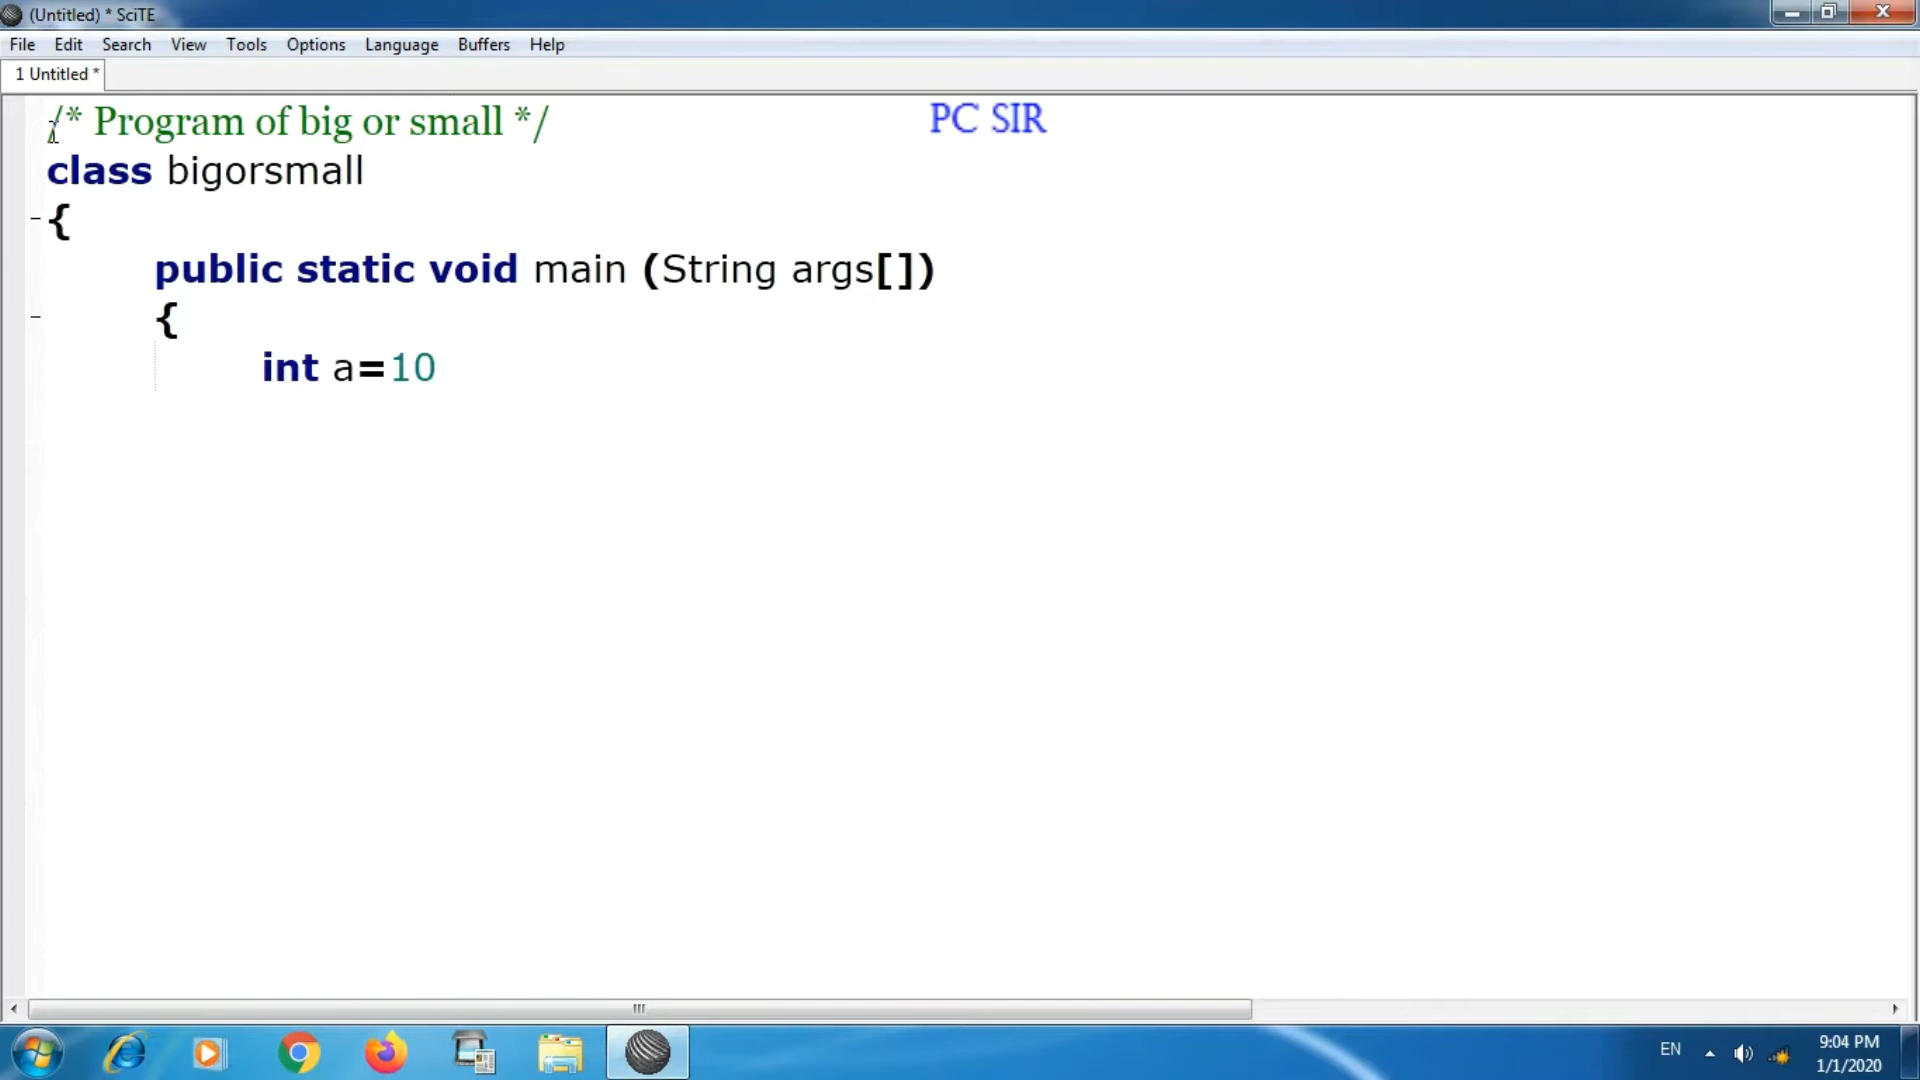 (Untitled) * SciTE
File Edit Search View Tools Options Language Buffers Help
1 Untitled *
/* Program of big or small */
PC SIR
class bigorsmall
{
public static void main (String args[])
{
int a=10
EN
9:04 PM
1/1/2020